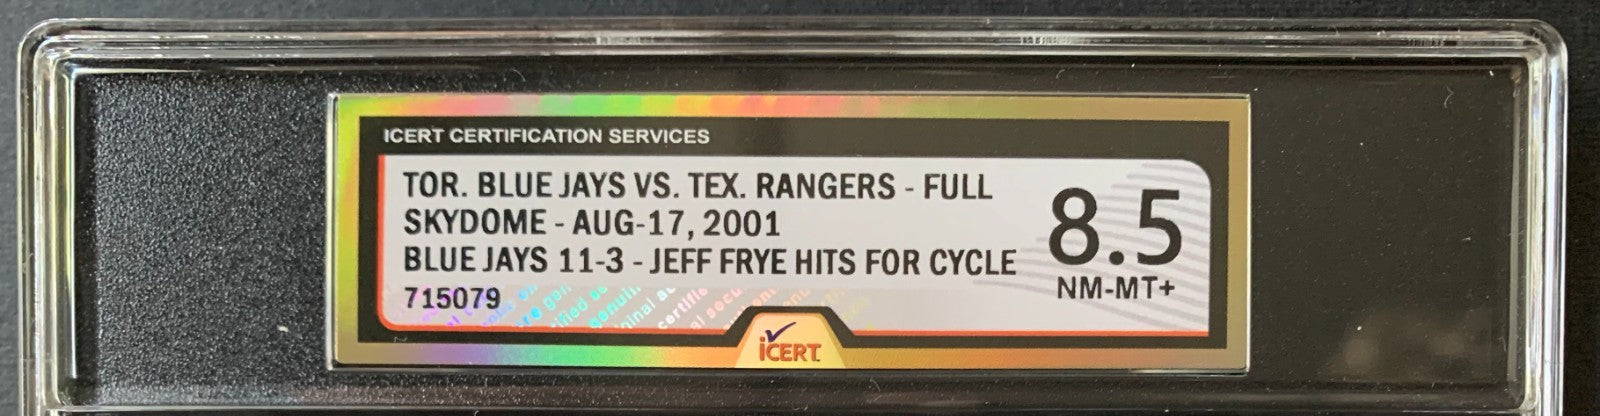 ICERT CERTIFICATION SERVICES
TOR. BLUE JAYS VS. TEX. RANGERS - FULL
SKYDOME - AUG-17, 2001
BLUE JAYS 11-3 - JEFF FRYE HITS FOR CYCLE
715079
8.5
NM-MT+
iCERT